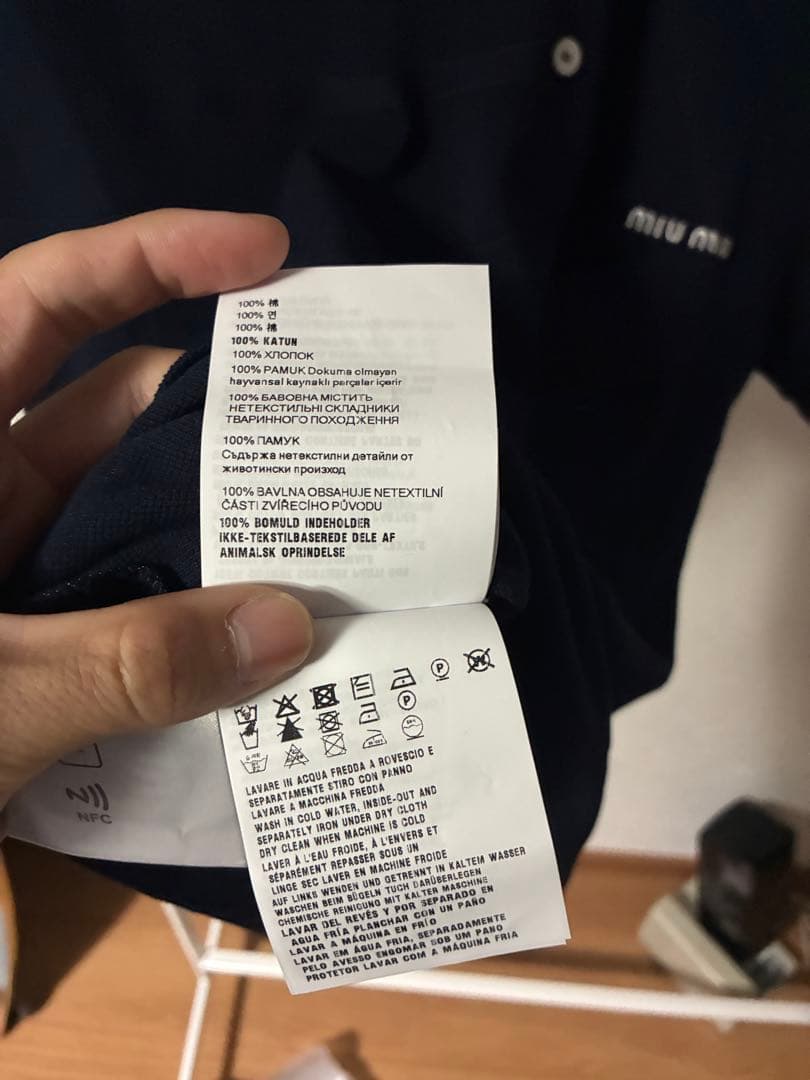 miu mi
100% 棉
100% 면
100% 棉
100% KATUN
100% ХЛОПОК
100% PAMUK Dokuma olmayan
hayvansal kaynaklı parçalar içerir
100% БАВОВНА МІСТИТЬ
НЕТЕКСТИЛЬНІ СКЛАДНИКИ
ТВАРИННОГО ПОХОДЖЕННЯ
100% ПАМУК
Съдържа нетекстилни детайли от
животински произход
100% BAVLNA OBSAHUJE NETEXTILNÍ
ČÁSTI ZVÍŘECÍHO PŮVODU
100% BOMULD INDEHOLDER
IKKE-TEKSTILBASEREDE DELE AF
ANIMALSK OPRINDELSE
P
W
P
NFC
LAVARE IN ACQUA FREDDA A ROVESCIO E
SEPARATAMENTE STIRO CON PANNO
LAVARE A MACCHINA FREDDA
WASH IN COLD WATER, INSIDE-OUT AND
SEPARATELY IRON UNDER DRY CLOTH
DRY CLEAN WHEN MACHINE IS COLD
LAVER À L'EAU FROIDE, À L'ENVERS ET
SÉPARÉMENT REPASSER SOUS UN
LINGE SEC LAVER EN MACHINE FROIDE
AUF LINKS WENDEN UND GETRENNT IN KALTEM WASSER
WASCHEN BEIM BÜGELN TUCH DARÜBERLEGEN
CHEMISCHE REINIGUNG MIT KALTER MASCHINE
LAVAR DEL REVÉS Y POR SEPARADO EN
AGUA FRÍA PLANCHAR CON UN PAÑO
LAVAR A MÁQUINA EN FRÍO
LAVAR EM ÁGUA FRIA, SEPARADAMENTE
PELO AVESSO ENGOMAR SOB UM PANO
PROTETOR LAVAR COM A MÁQUINA FRIA